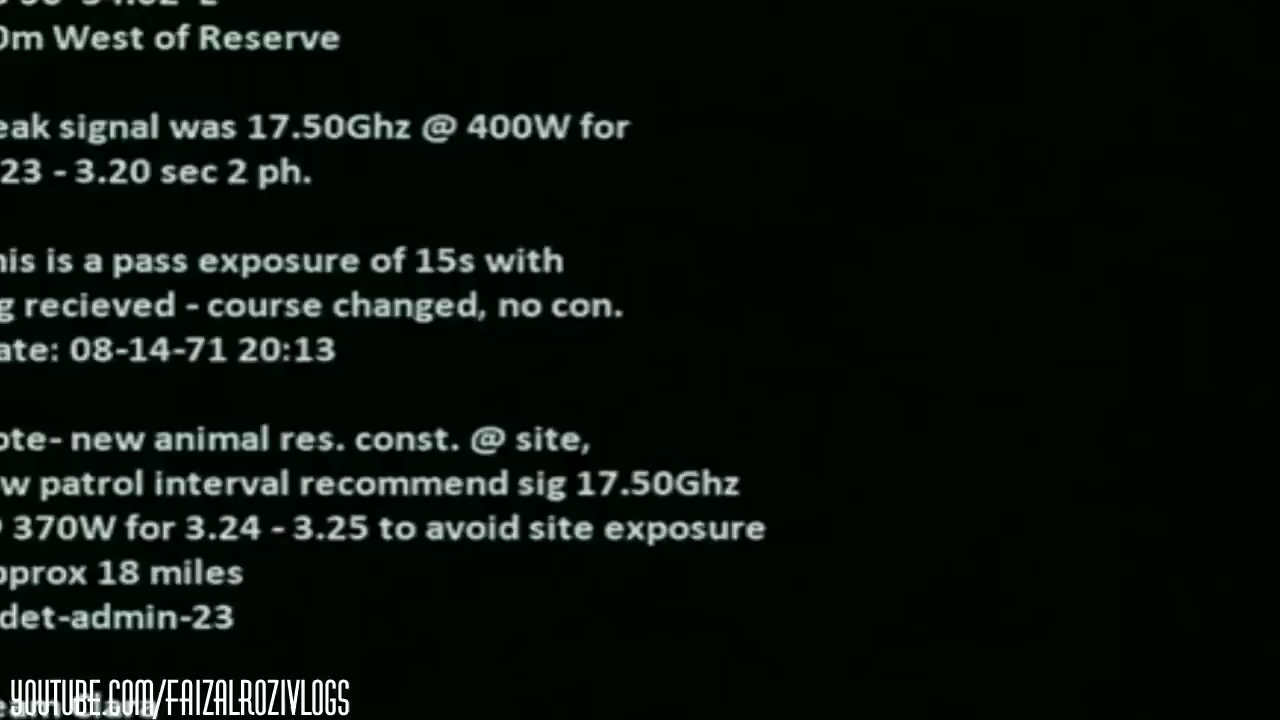 0m West of Reserve
eak signal was 17.50Ghz @ 400W for
23 - 3.20 sec 2 ph.
his is a pass exposure of 15s with
g recieved - course changed, no con.
ate: 08-14-71 20:13
ote- new animal res. const. @ site,
w patrol interval recommend sig 17.50Ghz
370W for 3.24 - 3.25 to avoid site exposure
pprox 18 miles
det-admin-23
YOUTUBE.COM/FAIZALROZIVLOGS